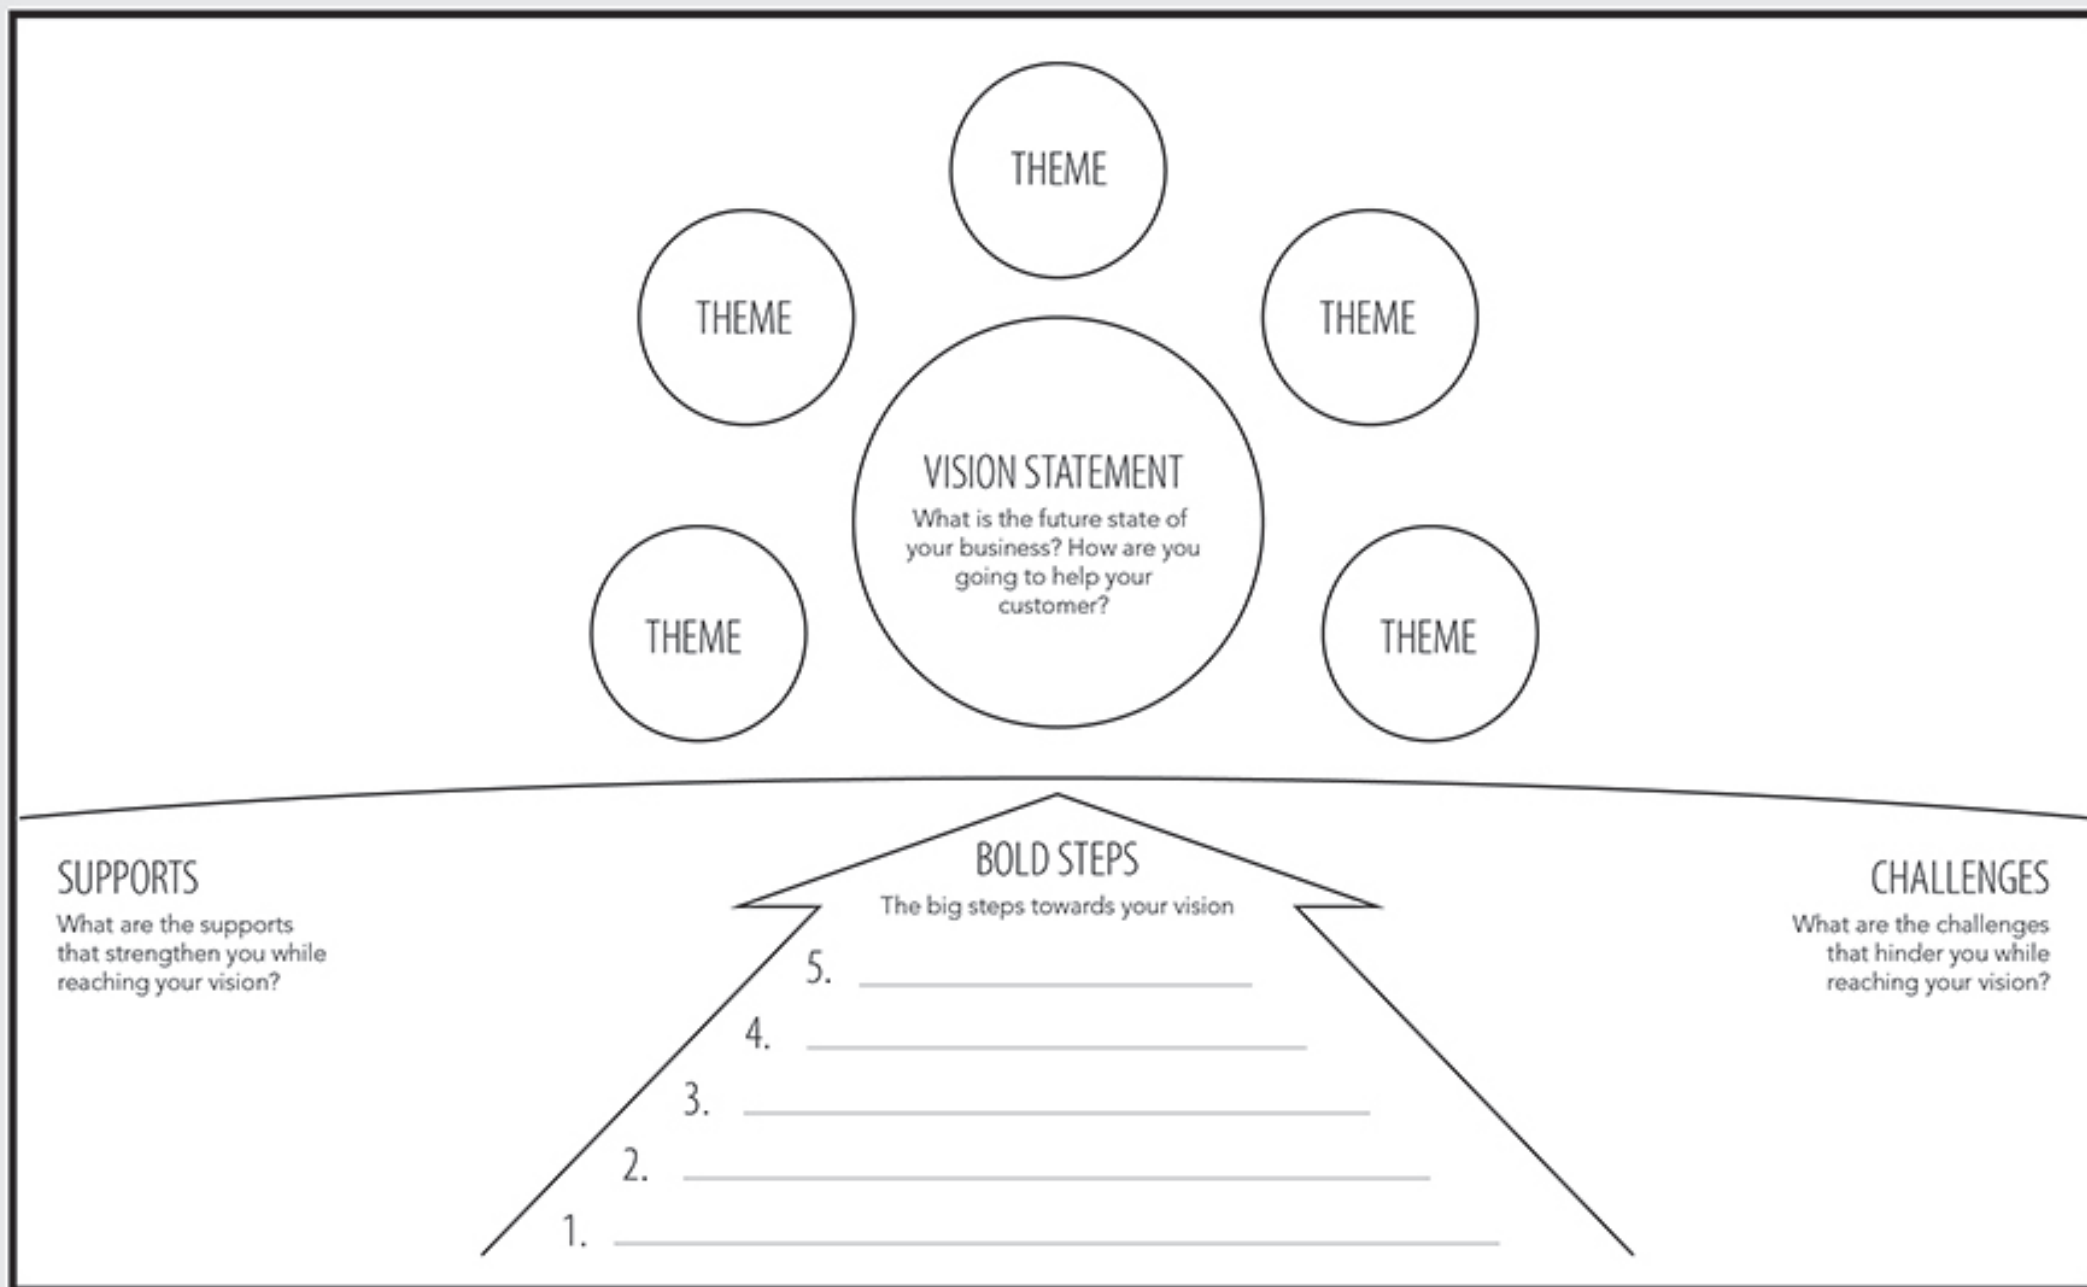 THEME
THEME
THEME
THEME
THEME
VISION STATEMENT
What is the future state of
your business? How are you
going to help your
customer?
SUPPORTS
What are the supports
that strengthen you while
reaching your vision?
BOLD STEPS
The big steps towards your vision
5.
4.
3.
2.
1.
CHALLENGES
What are the challenges
that hinder you while
reaching your vision?